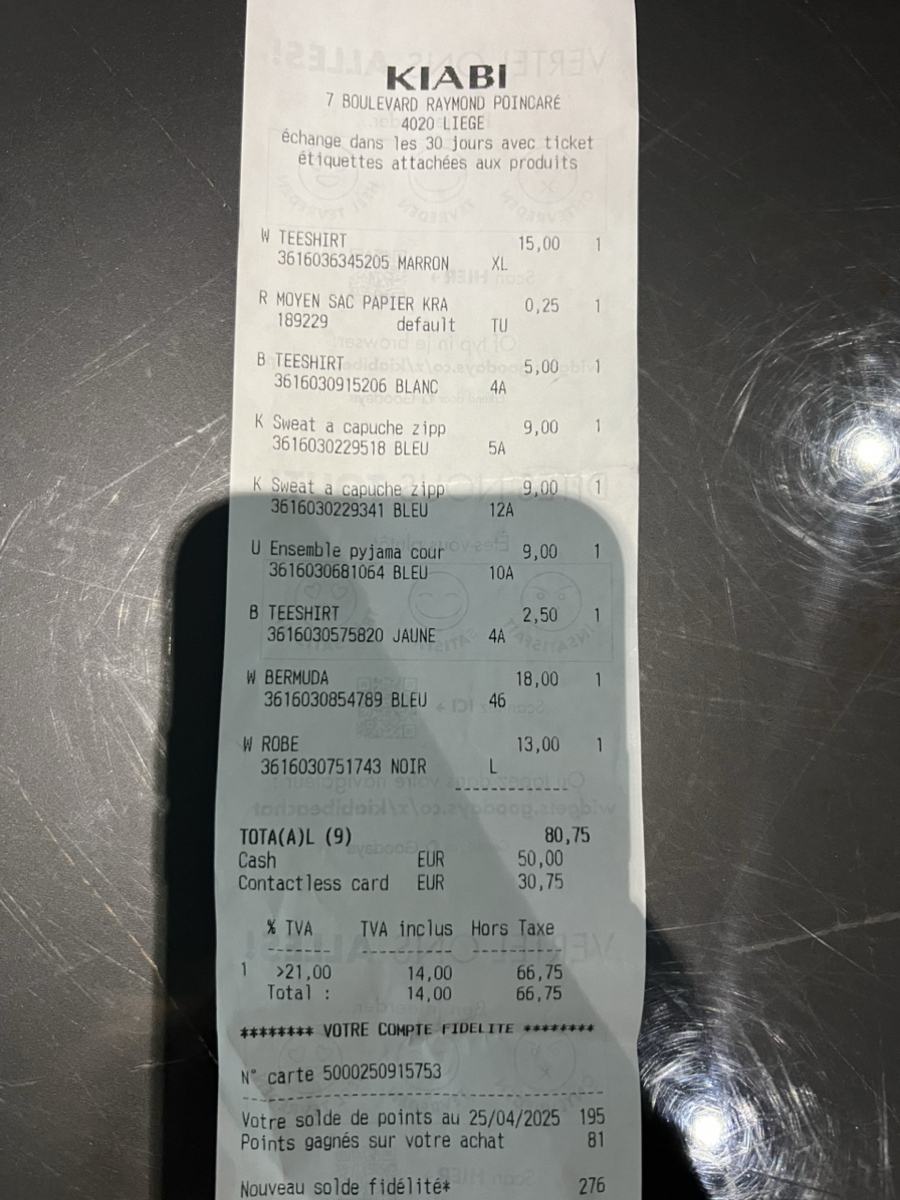 KIABI
7 BOULEVARD RAYMOND POINCARÉ
4020 LIEGE
échange dans les 30 jours avec ticket
étiquettes attachées aux produits
W TEESHIRT 15,00 1
3616036345205 MARRON XL
R MOYEN SAC PAPIER KRA 0,25 1
189229 default TU
B TEESHIRT 5,00 1
3616030915206 BLANC 4A
K Sweat a capuche zipp 9,00 1
3616030229518 BLEU 5A
K Sweat a capuche zipp 9,00 1
3616030229341 BLEU 12A
U Ensemble pyjama cour 9,00 1
3616030681064 BLEU 10A
B TEESHIRT 2,50 1
3616030575820 JAUNE 4A
W BERMUDA 18,00 1
3616030854789 BLEU 46
W ROBE 13,00 1
3616030751743 NOIR L
------------
TOTA(A)L (9) 80,75
Cash EUR 50,00
Contactless card EUR 30,75
% TVA TVA inclus Hors Taxe
1 >21,00 14,00 66,75
Total : 14,00 66,75
******** VOTRE COMPTE FIDELITE ********
N° carte 5000250915753
Votre solde de points au 25/04/2025 195
Points gagnés sur votre achat 81
Nouveau solde fidélité* 276